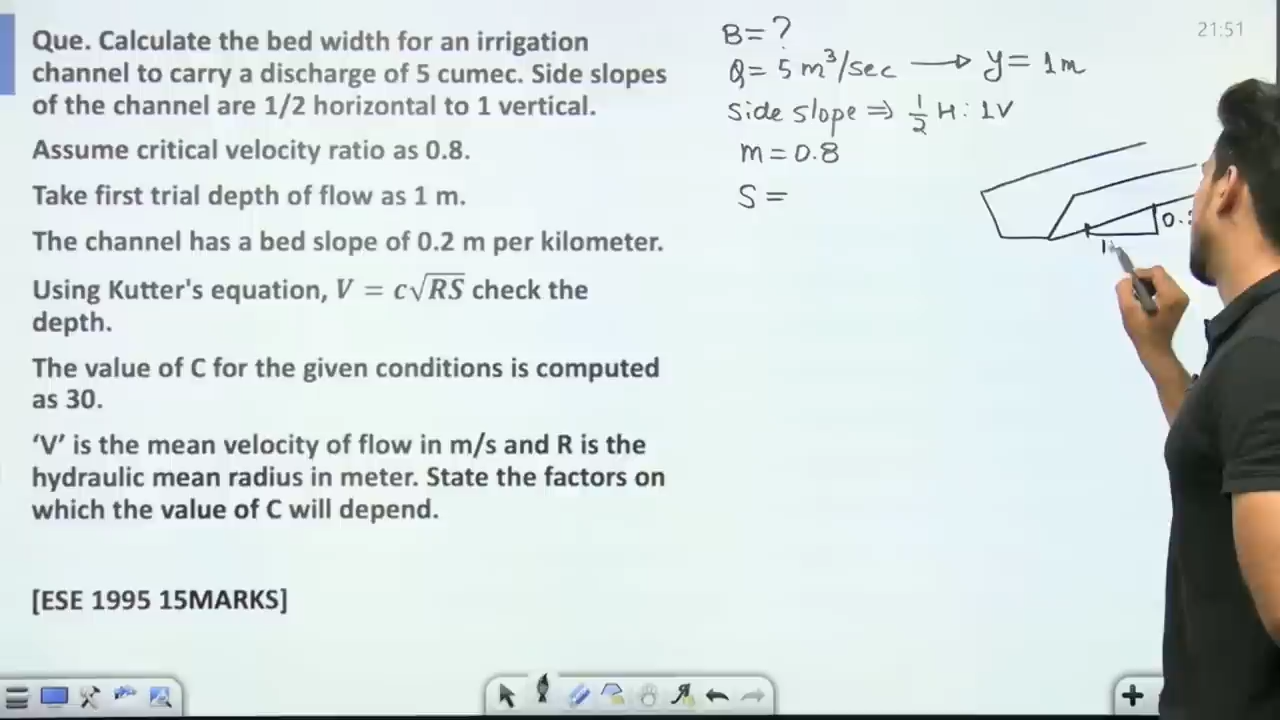 Que. Calculate the bed width for an irrigation
channel to carry a discharge of 5 cumec. Side slopes
of the channel are 1/2 horizontal to 1 vertical.
Assume critical velocity ratio as 0.8.
Take first trial depth of flow as 1 m.
The channel has a bed slope of 0.2 m per kilometer.
Using Kutter's equation, V = c√RS check the
depth.
The value of C for the given conditions is computed
as 30.
‘V’ is the mean velocity of flow in m/s and R is the
hydraulic mean radius in meter. State the factors on
which the value of C will depend.
[ESE 1995 15MARKS]
B = ?
Q = 5 m³/sec → y = 1m
Side slope ⇒ 1/2 H : 1V
m = 0.8
S =
21:51